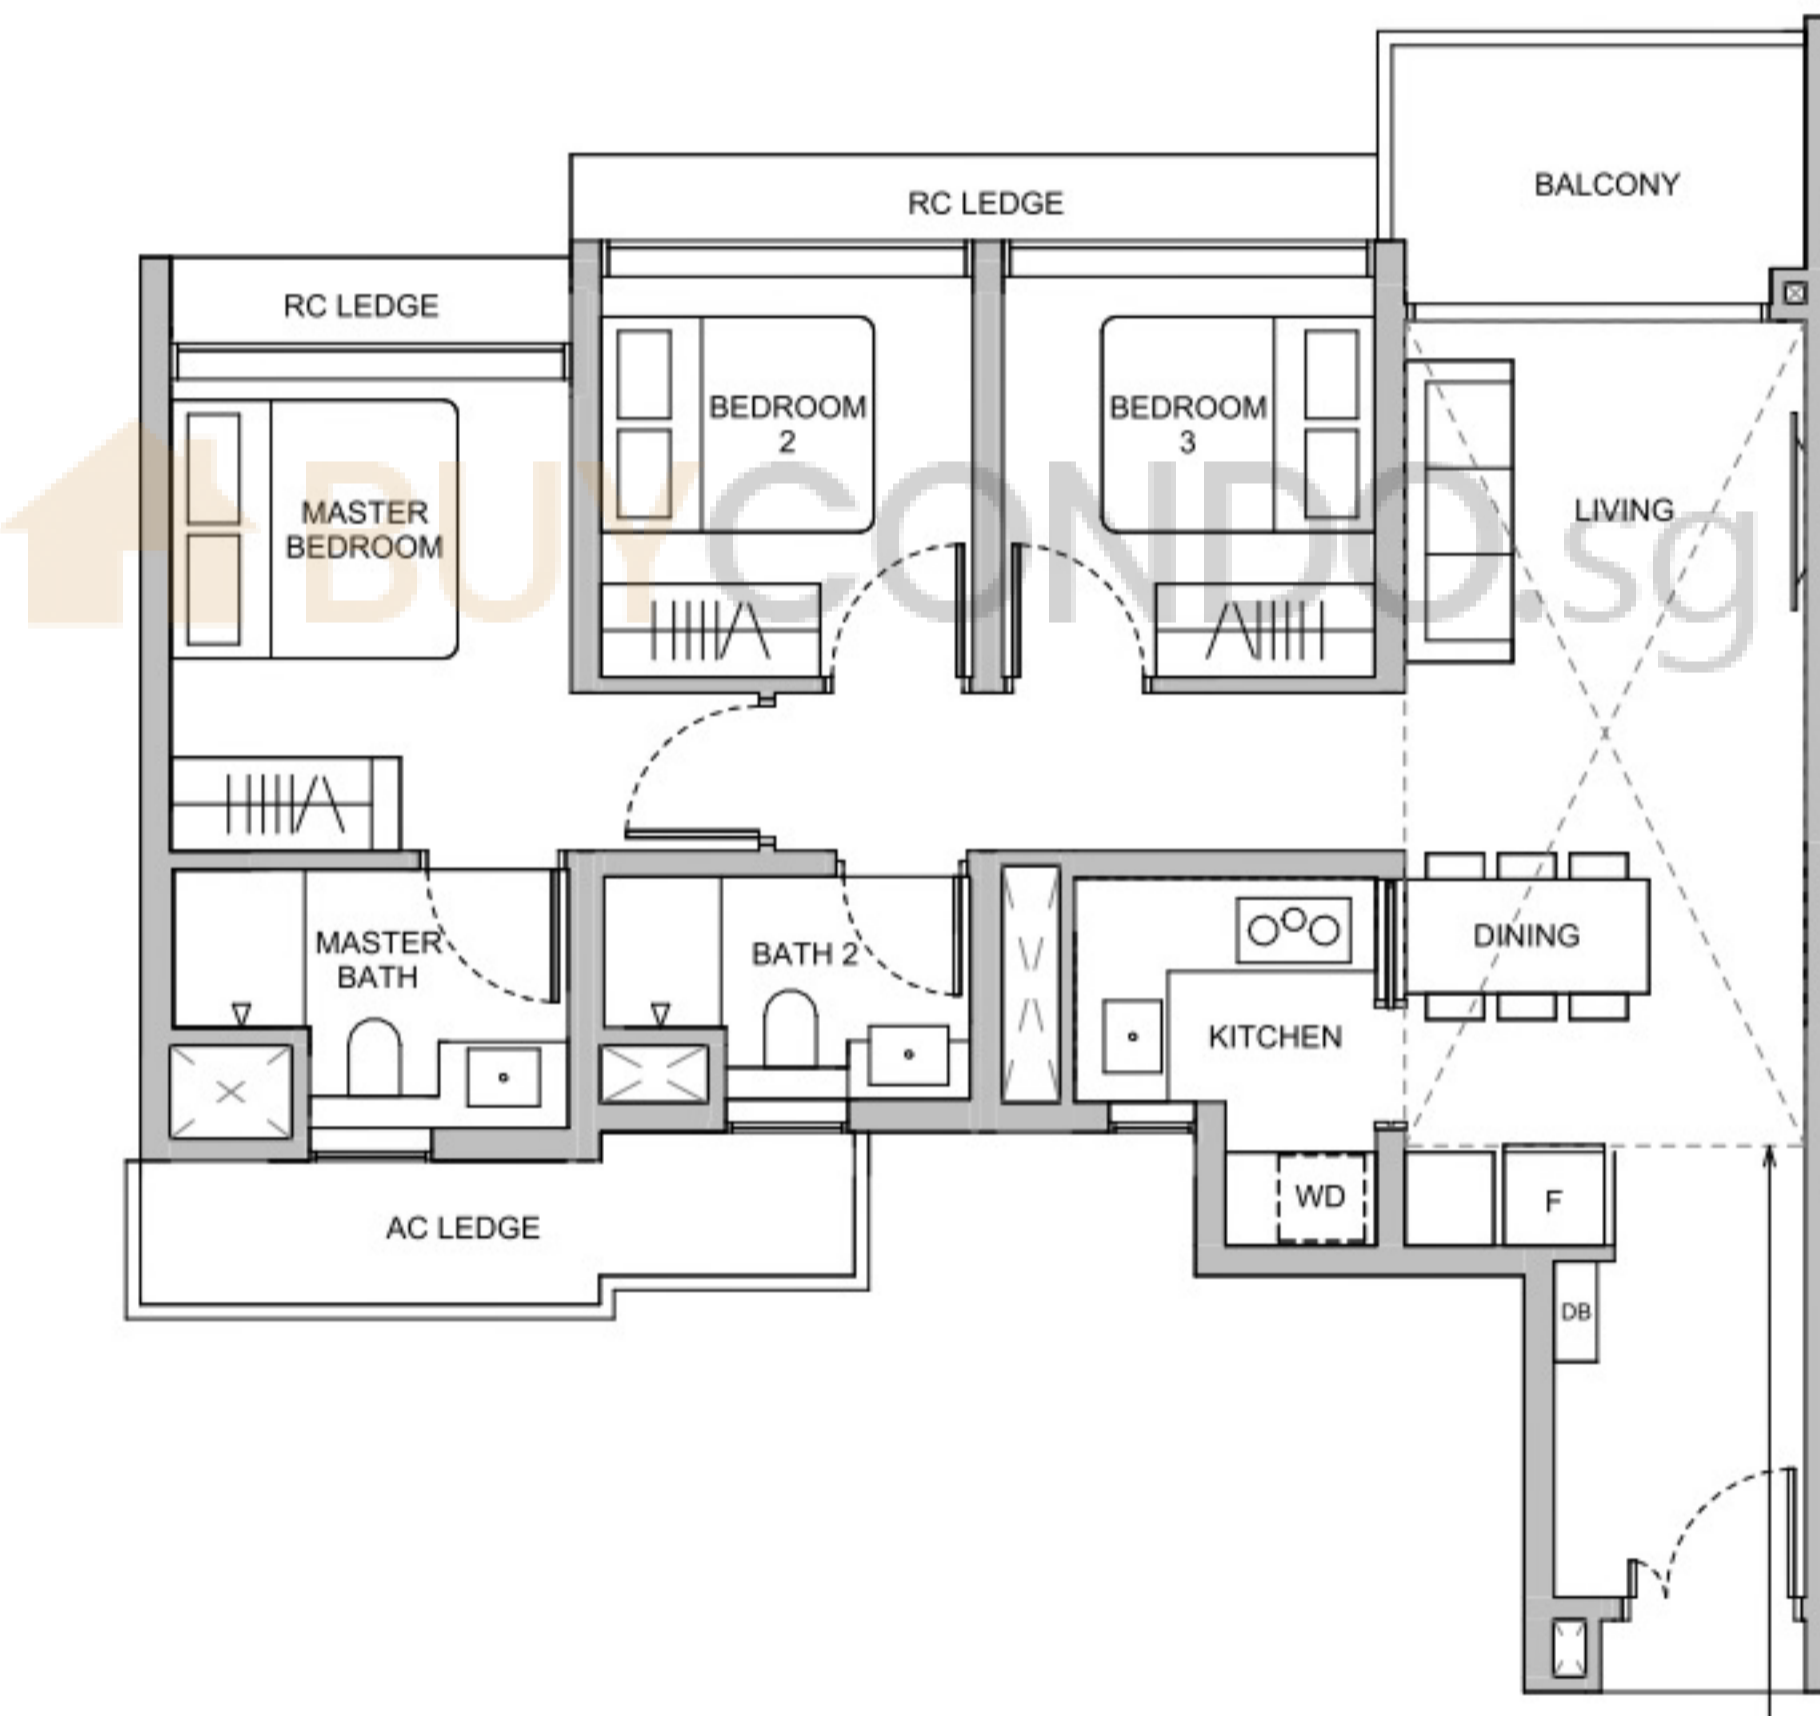 BALCONY
RC LEDGE
RC LEDGE
BEDROOM
2
BEDROOM
3
MASTER
BEDROOM
LIVING
BUYCONDO.sg
MASTER
BATH
BATH 2
DINING
KITCHEN
WD
F
AC LEDGE
DB